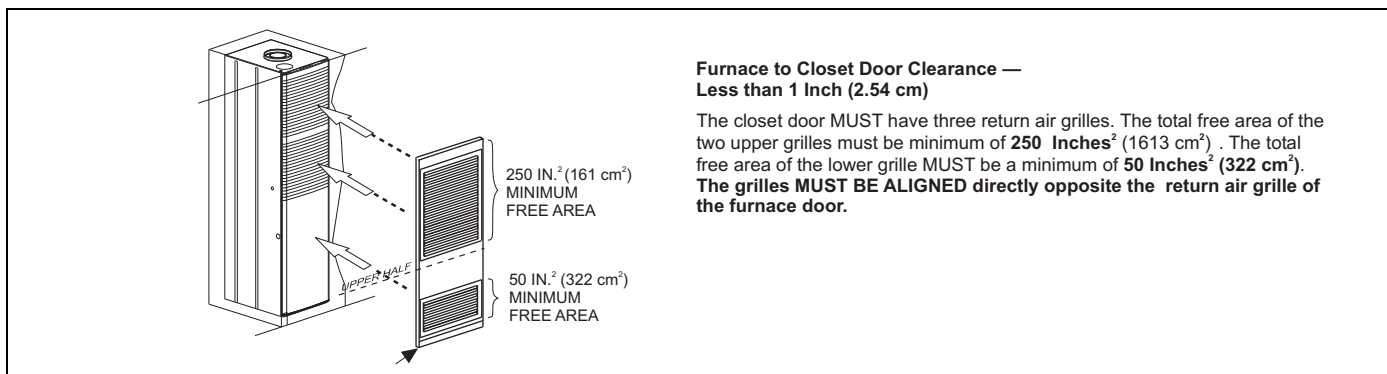 Furnace to Closet Door Clearance —
Less than 1 Inch (2.54 cm)
The closet door MUST have three return air grilles. The total free area of the
two upper grilles must be minimum of 250 Inches² (1613 cm²) . The total
free area of the lower grille MUST be a minimum of 50 Inches² (322 cm²).
The grilles MUST BE ALIGNED directly opposite the return air grille of
the furnace door.
250 IN.² (161 cm²)
MINIMUM
FREE AREA
UPPER HALF
50 IN.² (322 cm²)
MINIMUM
FREE AREA